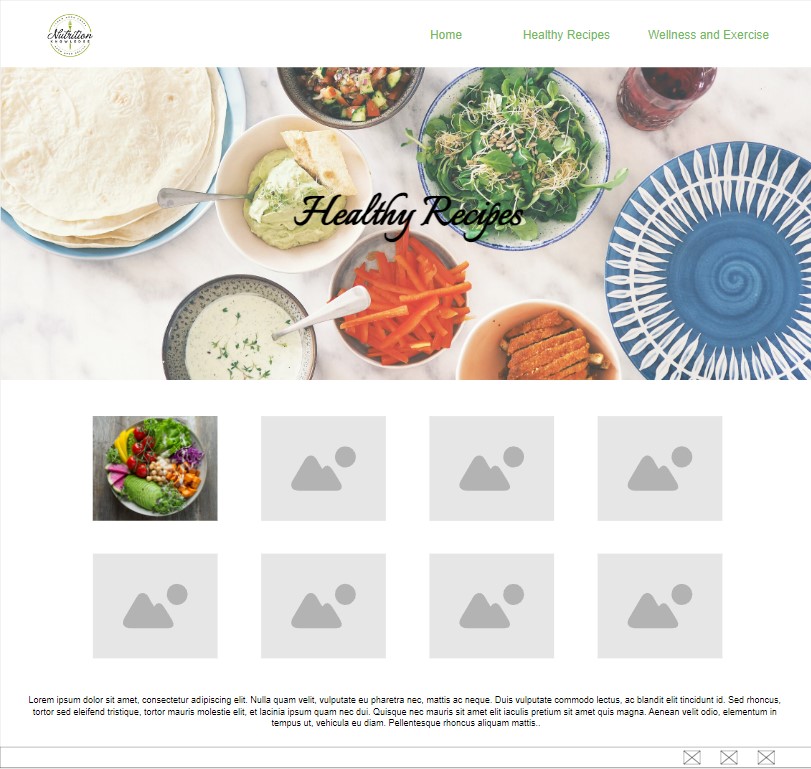 Nutrition
KNOWLEDGE
Home
Healthy Recipes
Wellness and Exercise
Healthy Recipes
Lorem ipsum dolor sit amet, consectetur adipiscing elit. Nulla quam velit, vulputate eu pharetra nec, mattis ac neque. Duis vulputate commodo lectus, ac blandit elit tincidunt id. Sed rhoncus,
tortor sed eleifend tristique, tortor mauris molestie elit, et lacinia ipsum quam nec dui. Quisque nec mauris sit amet elit iaculis pretium sit amet quis magna. Aenean velit odio, elementum in
tempus ut, vehicula eu diam. Pellentesque rhoncus aliquam mattis..